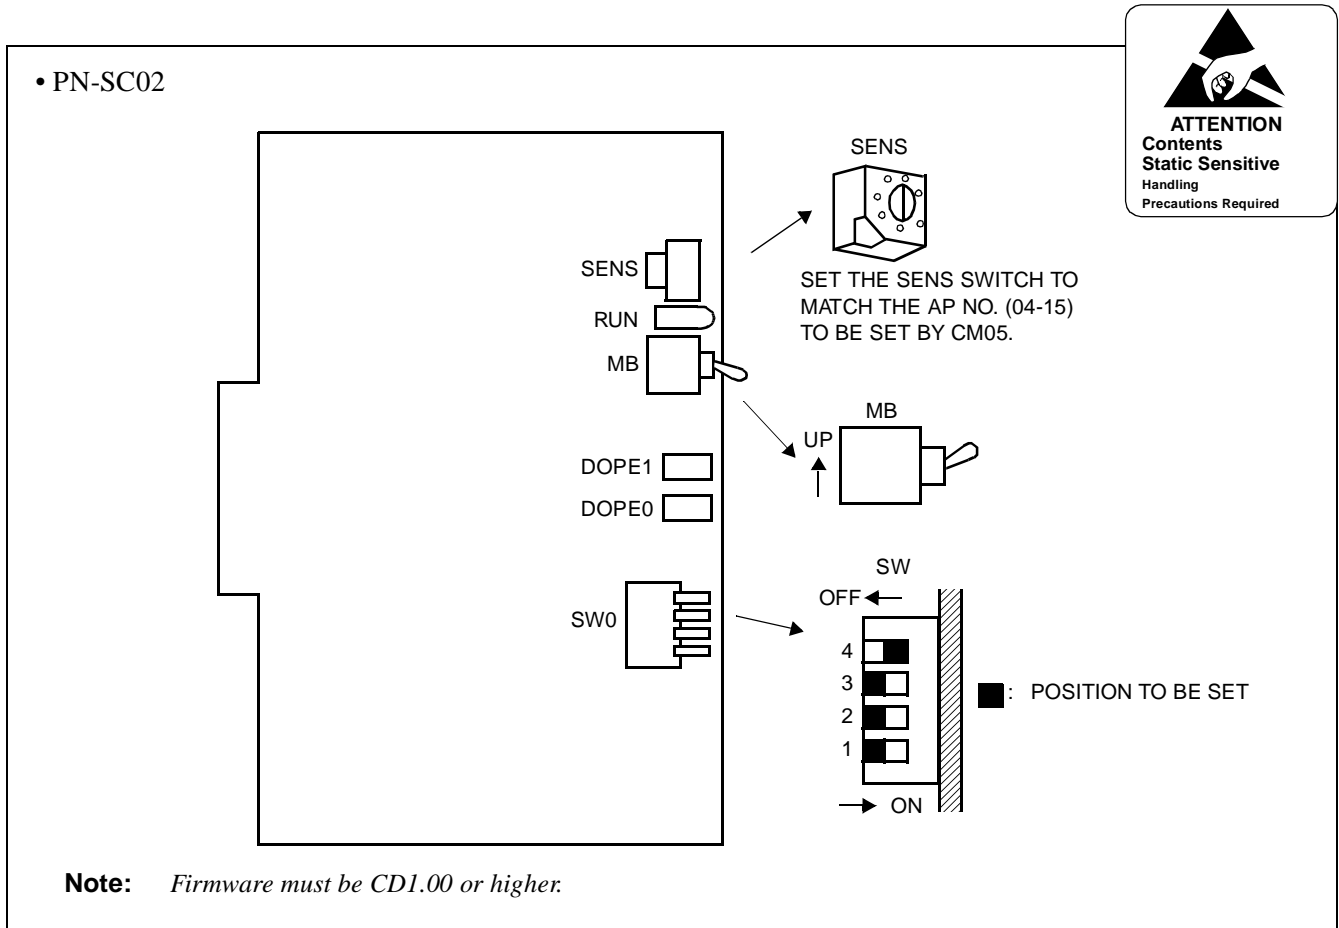 ATTENTION
Contents
Static Sensitive
Handling
Precautions Required
• PN-SC02
SENS
SENS
RUN
MB
SET THE SENS SWITCH TO
MATCH THE AP NO. (04-15)
TO BE SET BY CM05.
MB
UP
DOPE1
DOPE0
SW0
SW
OFF
4
3
2
1
ON
: POSITION TO BE SET
Note: Firmware must be CD1.00 or higher.